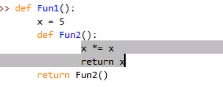 >> def Fun1():
x = 5
def Fun2():
x *= x
return x
return Fun2()